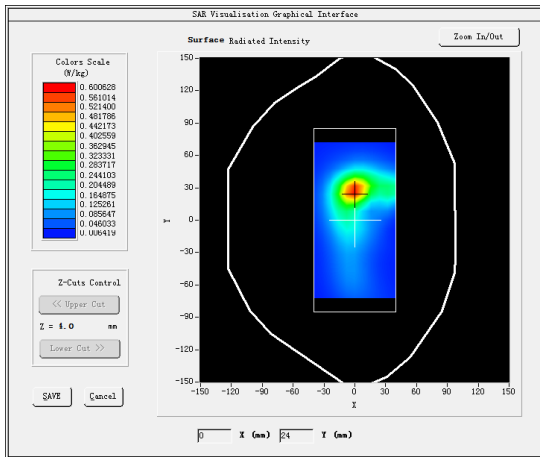 SAR Visualisation Graphical Interface
Surface Radiated Intensity
Zoom In/Out
Colors Scale
(W/kg)
0.600628
0.561014
0.521400
0.481786
0.442173
0.402559
0.362945
0.323331
0.283717
0.244103
0.204489
0.164875
0.125261
0.085647
0.046033
0.006419
Z-Cuts Control
<< Upper Cut
Z = mm
Lower Cut >>
SAVE
Cancel
150
120
90
60
30
0
-30
-60
-90
-120
-150
Y
-150 -120 -90 -60 -30 0 30 60 90 120 150
X
0 X (mm) 24 Y (mm)